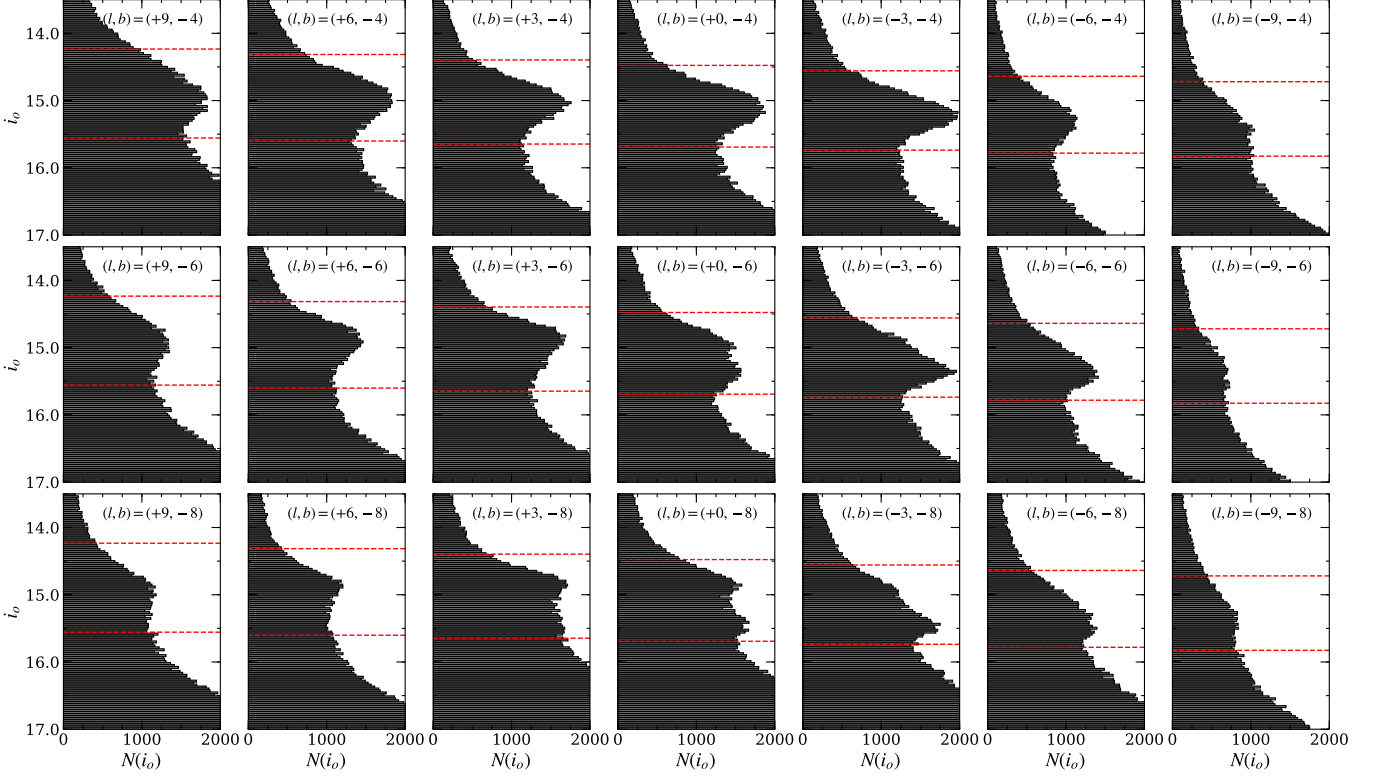 (l, b) = (+9, −4) (l, b) = (+6, −4) (l, b) = (+3, −4) (l, b) = (+0, −4) (l, b) = (−3, −4) (l, b) = (−6, −4) (l, b) = (−9, −4)
14.0
15.0
i_o
16.0
17.0
(l, b) = (+9, −6) (l, b) = (+6, −6) (l, b) = (+3, −6) (l, b) = (+0, −6) (l, b) = (−3, −6) (l, b) = (−6, −6) (l, b) = (−9, −6)
14.0
15.0
i_o
16.0
17.0
(l, b) = (+9, −8) (l, b) = (+6, −8) (l, b) = (+3, −8) (l, b) = (+0, −8) (l, b) = (−3, −8) (l, b) = (−6, −8) (l, b) = (−9, −8)
14.0
15.0
i_o
16.0
17.0
0 1000 2000 0 1000 2000 0 1000 2000 0 1000 2000 0 1000 2000 0 1000 2000 0 1000 2000
N(i_o) N(i_o) N(i_o) N(i_o) N(i_o) N(i_o) N(i_o)